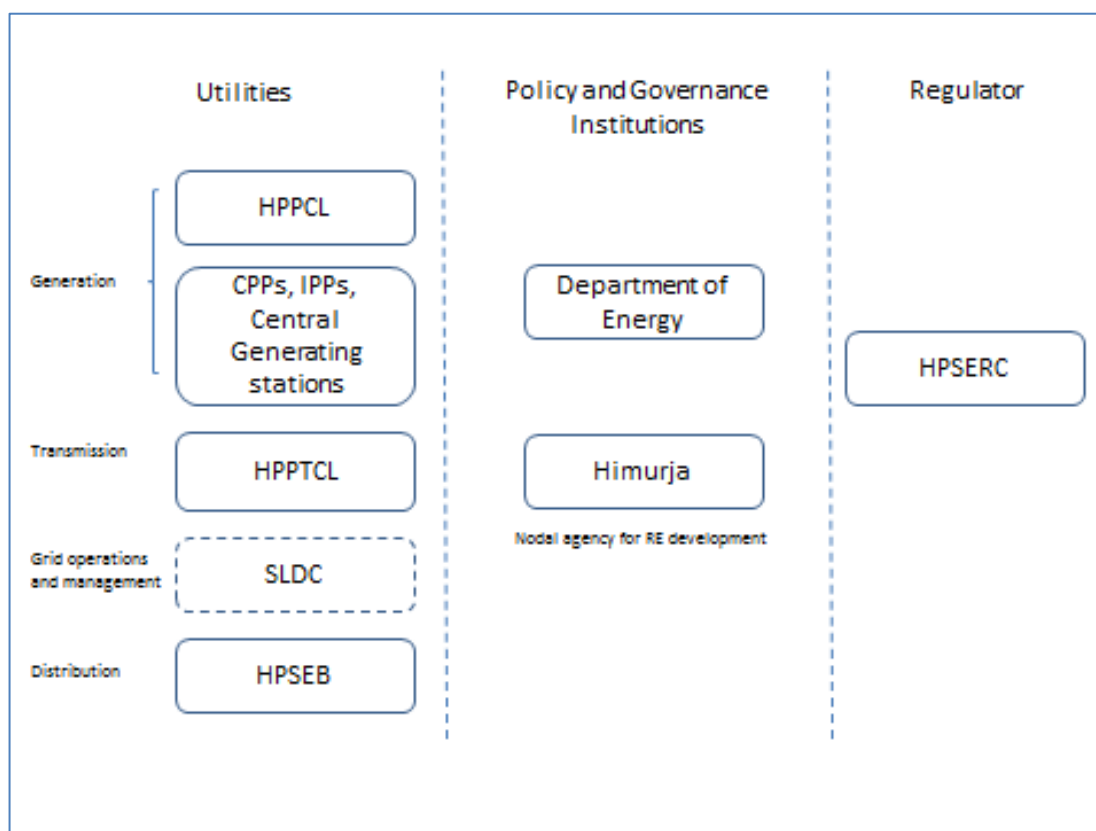 Utilities
Policy and Governance
Institutions
Regulator
Generation
HPPCL
CPPs, IPPs,
Central
Generating
stations
Transmission
HPPTCL
Grid operations
and management
SLDC
Distribution
HPSEB
Department of
Energy
Himurja
Nodal agency for RE development
HPSERC